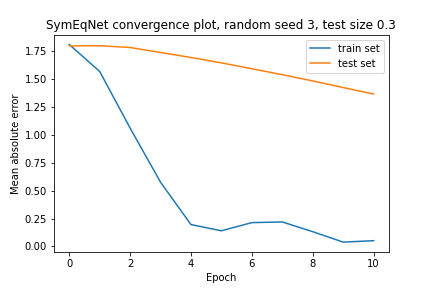 SymEqNet convergence plot, random seed 3, test size 0.3
train set
test set
1.75
1.50
1.25
1.00
0.75
0.50
0.25
0.00
Mean absolute error
0 2 4 6 8 10
Epoch